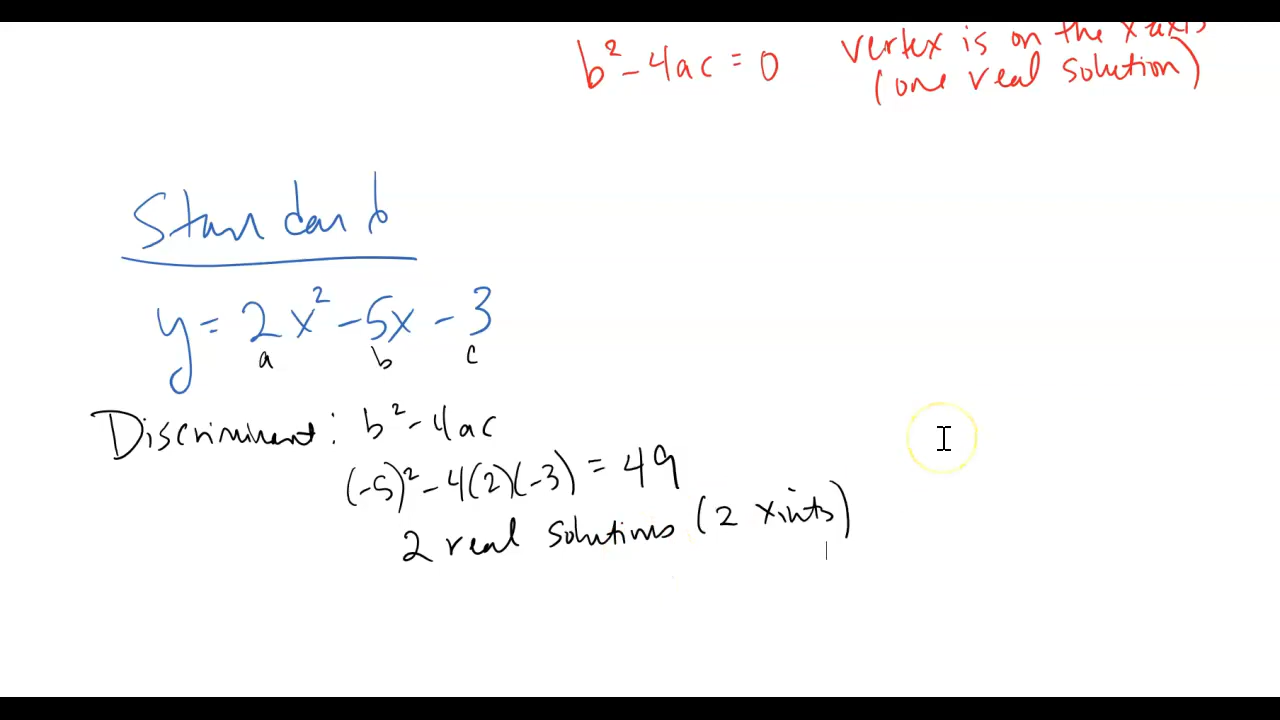 b² - 4ac = 0
vertex is on the x axis
(one real solution)
Standard
y = 2x² - 5x - 3
a b c
Discriminant: b² - 4ac
(-5)² - 4(2)(-3) = 49
2 real solutions (2 xints)